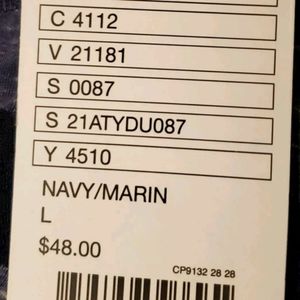 C 4112
V 21181
S 0087
S 21ATYDU087
Y 4510
NAVY/MARIN
L
$48.00
CP9132 28 28